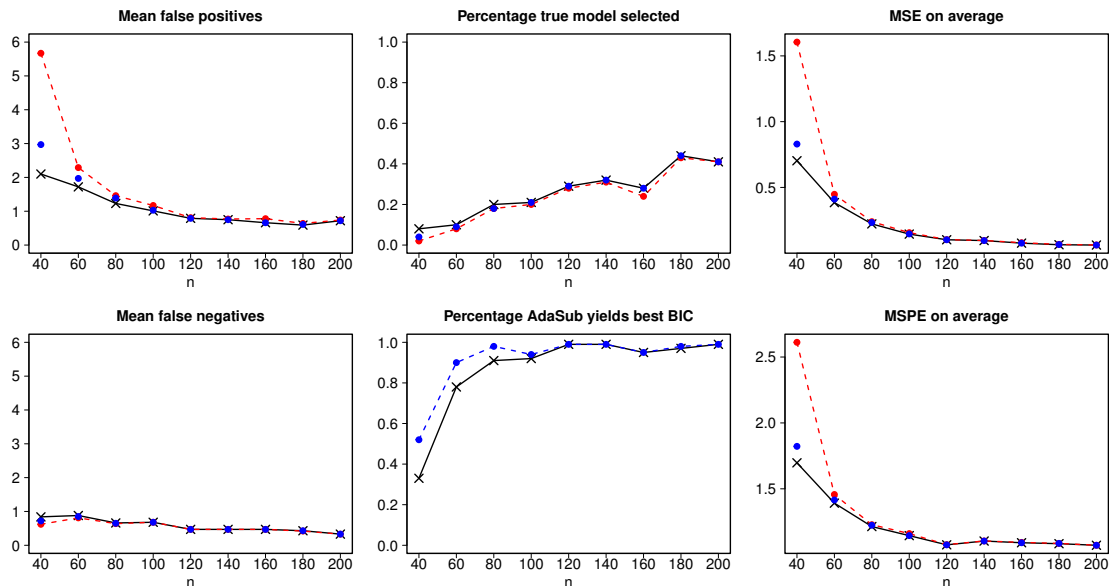 Mean false positives
6
5
4
3
2
1
0
40 60 80 100 120 140 160 180 200
n
Percentage true model selected
1.0
0.8
0.6
0.4
0.2
0.0
40 60 80 100 120 140 160 180 200
n
MSE on average
1.5
1.0
0.5
40 60 80 100 120 140 160 180 200
n
Mean false negatives
6
5
4
3
2
1
0
40 60 80 100 120 140 160 180 200
n
Percentage AdaSub yields best BIC
1.0
0.8
0.6
0.4
0.2
0.0
40 60 80 100 120 140 160 180 200
n
MSPE on average
2.5
2.0
1.5
40 60 80 100 120 140 160 180 200
n